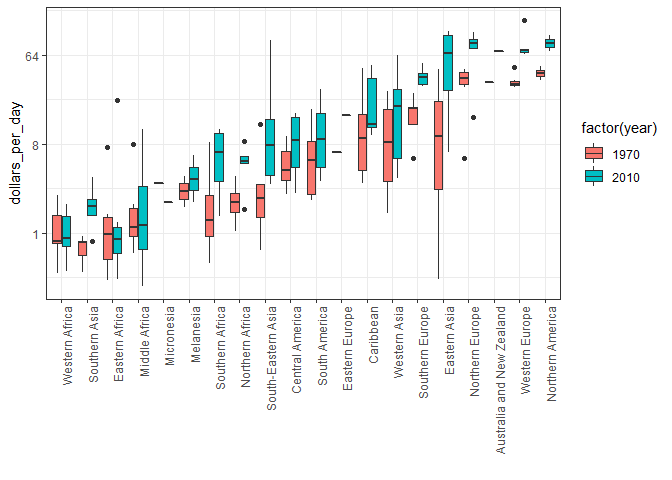 dollars_per_day
64
8
1
Western Africa
Southern Asia
Eastern Africa
Middle Africa
Micronesia
Melanesia
Southern Africa
Northern Africa
South-Eastern Asia
Central America
South America
Eastern Europe
Caribbean
Western Asia
Southern Europe
Eastern Asia
Northern Europe
Australia and New Zealand
Western Europe
Northern America
factor(year)
1970
2010